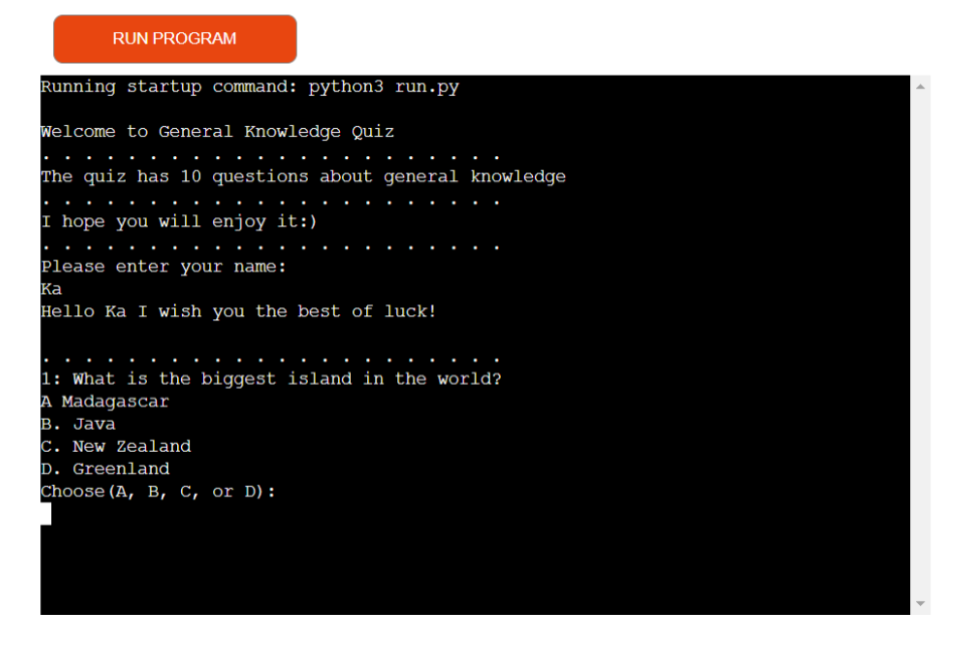 RUN PROGRAM
Running startup command: python3 run.py
Welcome to General Knowledge Quiz
. . . . . . . . . . . . . . . . . . . . . .
The quiz has 10 questions about general knowledge
. . . . . . . . . . . . . . . . . . . . . .
I hope you will enjoy it:)
. . . . . . . . . . . . . . . . . . . . . .
Please enter your name:
Ka
Hello Ka I wish you the best of luck!
. . . . . . . . . . . . . . . . . . . . . .
1: What is the biggest island in the world?
A Madagascar
B. Java
C. New Zealand
D. Greenland
Choose(A, B, C, or D):